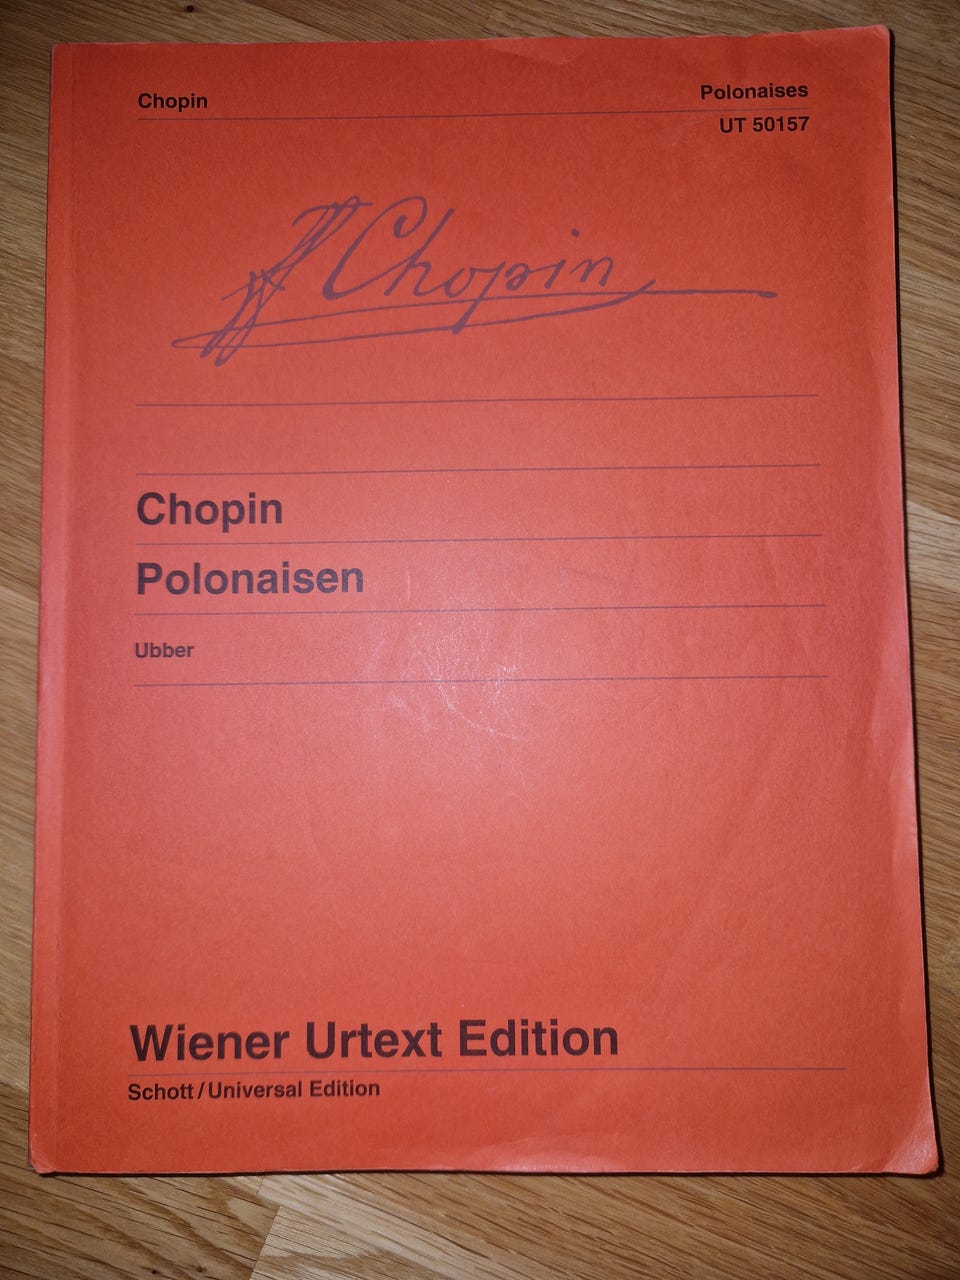 Chopin
Polonaises
UT 50157
F Chopin
Chopin
Polonaisen
Ubber
Wiener Urtext Edition
Schott / Universal Edition